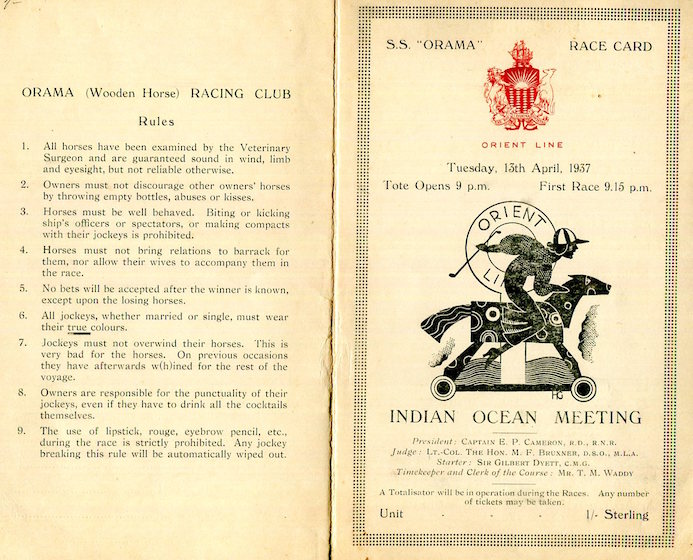 ORAMA (Wooden Horse) RACING CLUB
Rules
1. All horses have been examined by the Veterinary
Surgeon and are guaranteed sound in wind, limb
and eyesight, but not reliable otherwise.
2. Owners must not discourage other owners' horses
by throwing empty bottles, abuses or kisses.
3. Horses must be well behaved. Biting or kicking
ship's officers or spectators, or making compacts
with their jockeys is prohibited.
4. Horses must not bring relations to barrack for
them, nor allow their wives to accompany them in
the race.
5. No bets will be accepted after the winner is known,
except upon the losing horses.
6. All jockeys, whether married or single, must wear
their true colours.
7. Jockeys must not overwind their horses. This is
very bad for the horses. On previous occasions
they have afterwards w(h)ined for the rest of the
voyage.
8. Owners are responsible for the punctuality of their
jockeys, even if they have to drink all the cocktails
themselves.
9. The use of lipstick, rouge, eyebrow pencil, etc.,
during the race is strictly prohibited. Any jockey
breaking this rule will be automatically wiped out.
S.S. "ORAMA" RACE CARD
ORIENT LINE
Tuesday, 13th April, 1937
Tote Opens 9 p.m. First Race 9.15 p.m.
ORIENT
LINE
INDIAN OCEAN MEETING
President: CAPTAIN E. P. CAMERON, R.D., R.N.R.
Judge: LT.-COL. THE HON. M. F. BRUXNER, D.S.O., M.L.A.
Starter: SIR GILBERT DYETT, C.M.G.
Timekeeper and Clerk of the Course: MR. T. M. WADDY
A Totalisator will be in operation during the Races. Any number
of tickets may be taken.
Unit - - - 1/- Sterling